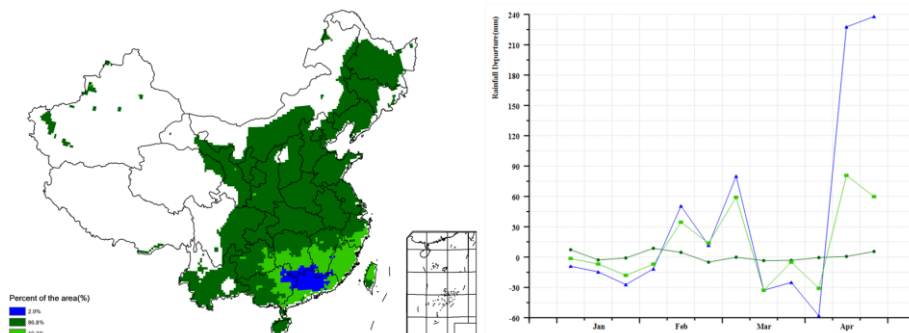 Percent of the area(%)
2.9%
86.8%
Rainfall Departure(mm)
240
210
180
150
120
90
60
30
0
-30
-60
Jan
Feb
Mar
Apr